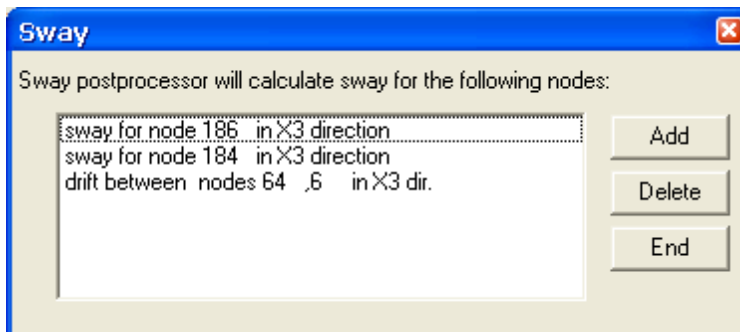 Sway
Sway postprocessor will calculate sway for the following nodes:
sway for node 186 in X3 direction
sway for node 184 in X3 direction
drift between nodes 64 ,6 in X3 dir.
Add
Delete
End